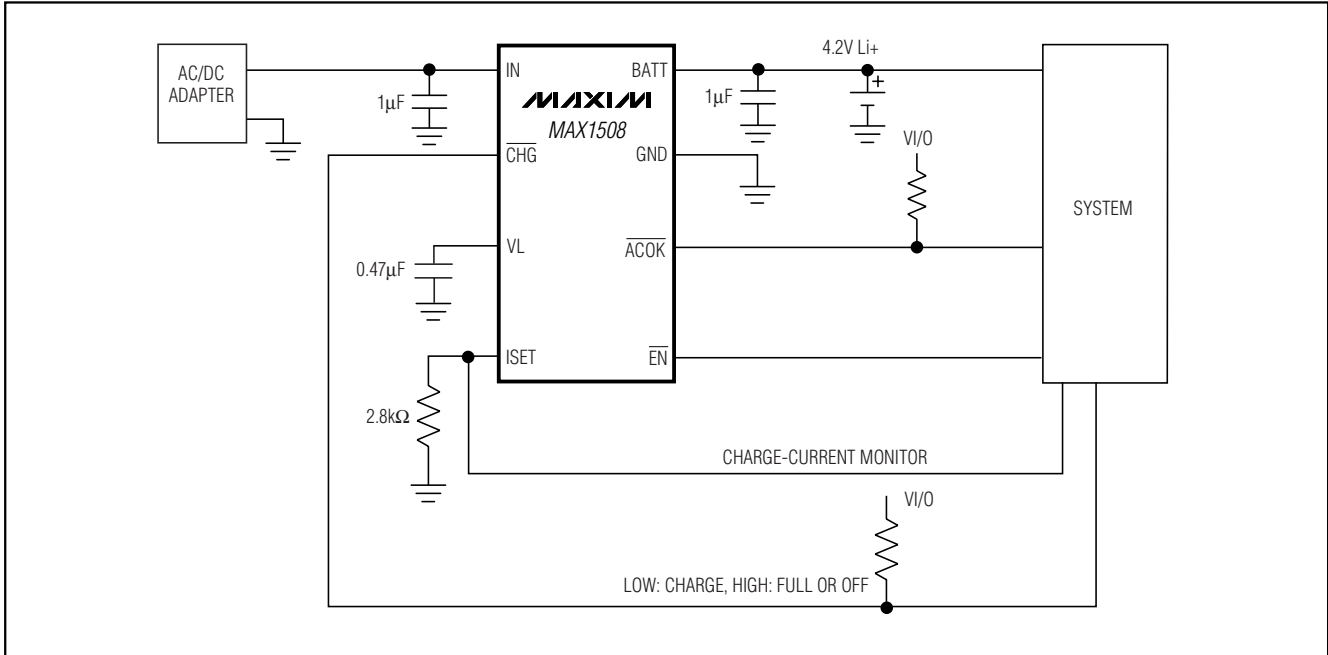 AC/DC
ADAPTER
1µF
IN
BATT
MAXIM
MAX1508
1µF
4.2V Li+
+
CHG
GND
VI/O
SYSTEM
VL
ACOK
0.47µF
ISET
EN
2.8kΩ
CHARGE-CURRENT MONITOR
VI/O
LOW: CHARGE, HIGH: FULL OR OFF